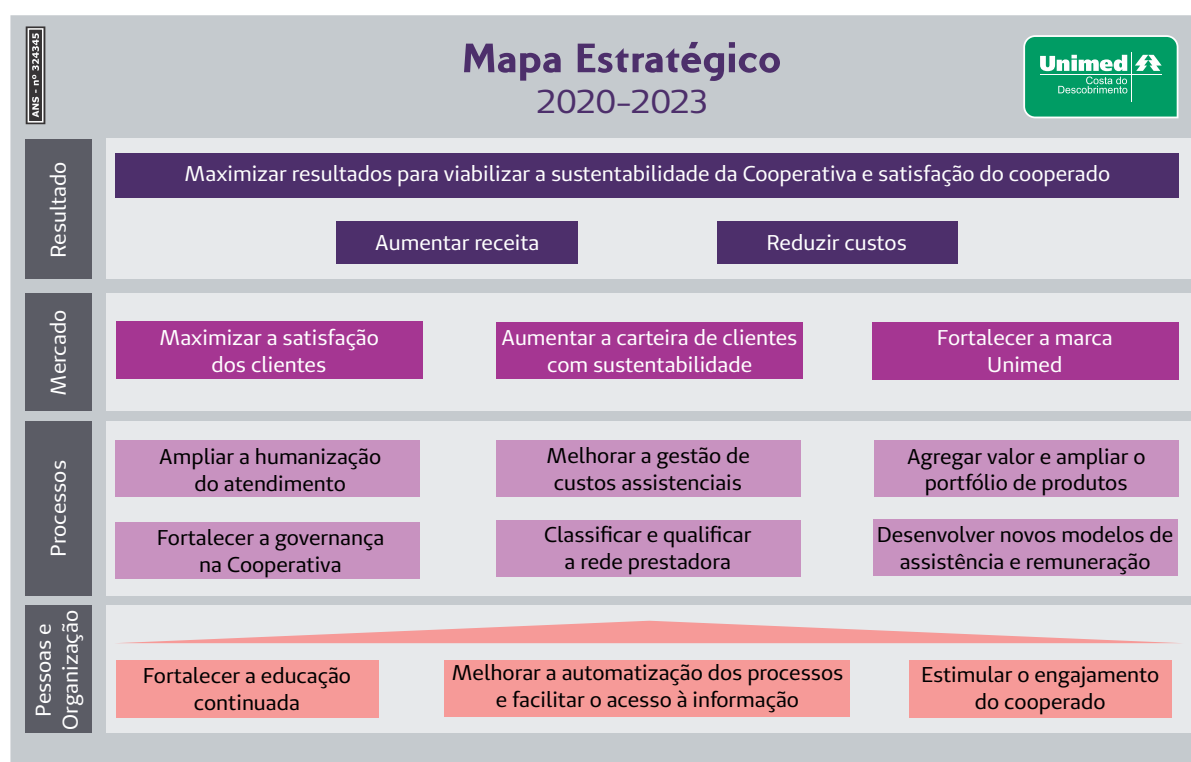 ANS - nº 324345
Mapa Estratégico
2020-2023
Unimed
Costa do
Descobrimento
Resultado
Maximizar resultados para viabilizar a sustentabilidade da Cooperativa e satisfação do cooperado
Aumentar receita
Reduzir custos
Mercado
Maximizar a satisfação
dos clientes
Aumentar a carteira de clientes
com sustentabilidade
Fortalecer a marca
Unimed
Processos
Ampliar a humanização
do atendimento
Melhorar a gestão de
custos assistenciais
Agregar valor e ampliar o
portfólio de produtos
Fortalecer a governança
na Cooperativa
Classificar e qualificar
a rede prestadora
Desenvolver novos modelos de
assistência e remuneração
Pessoas e
Organização
Fortalecer a educação
continuada
Melhorar a automatização dos processos
e facilitar o acesso à informação
Estimular o engajamento
do cooperado